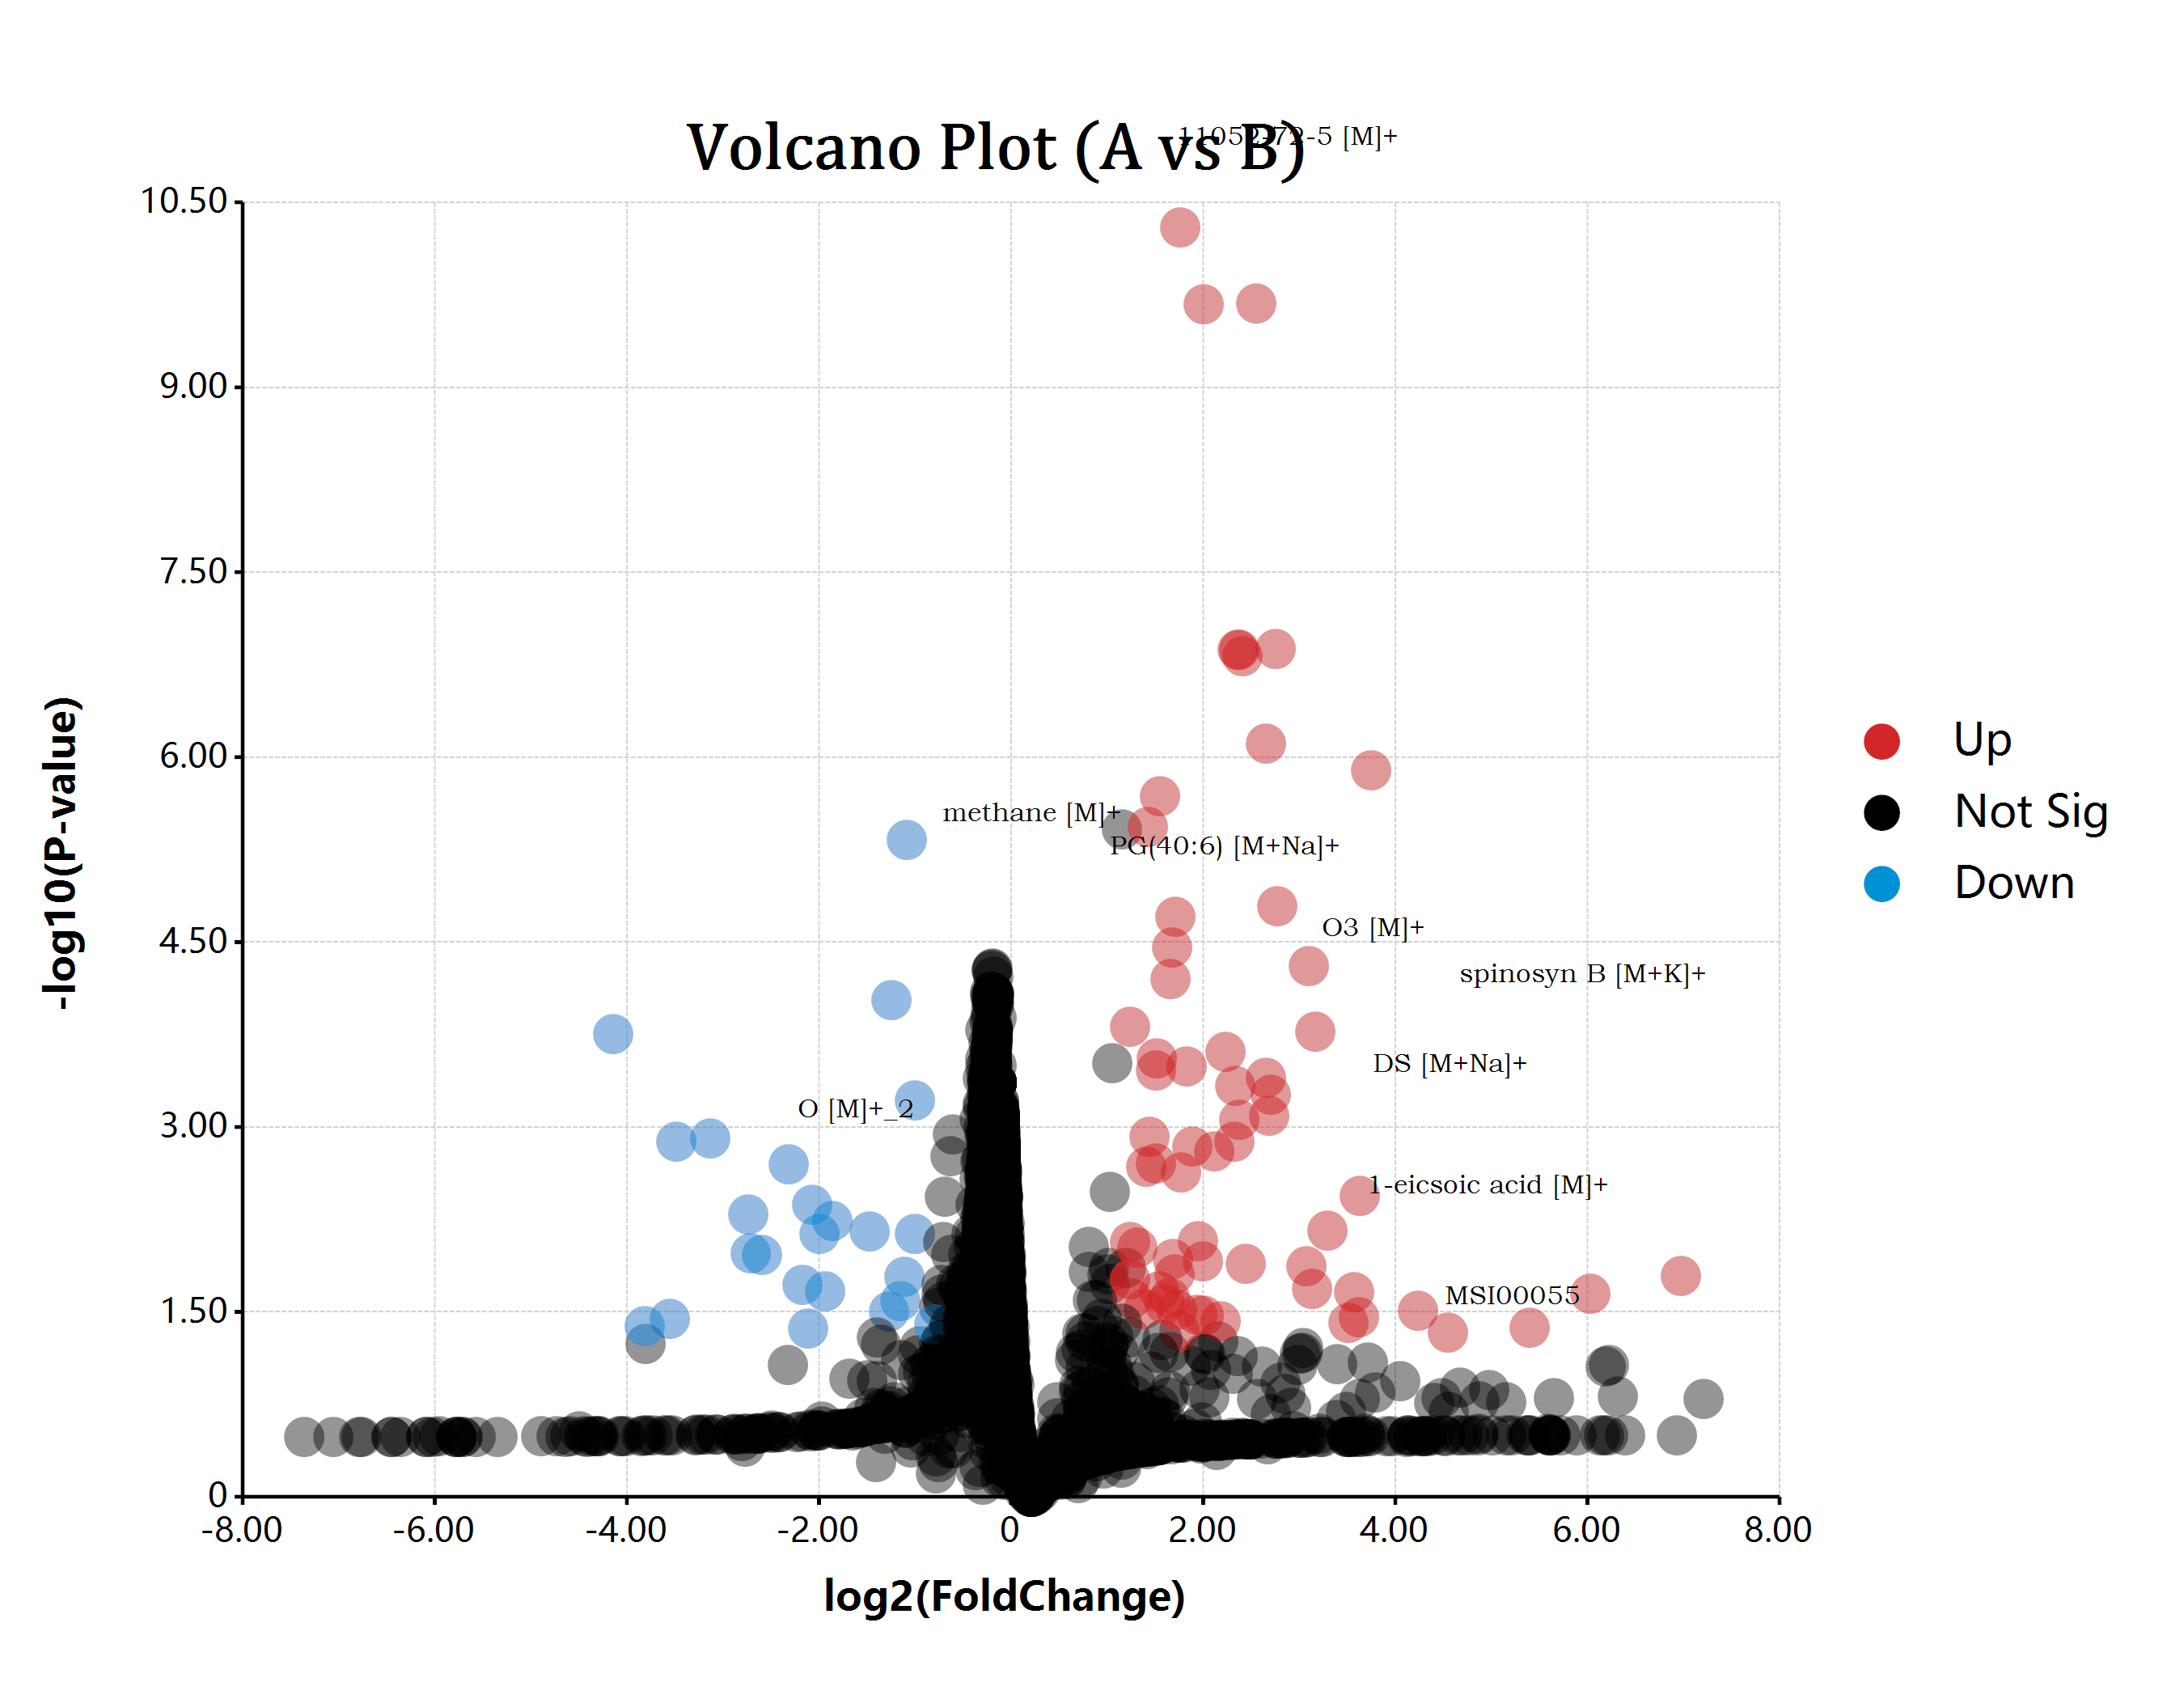 11052-72-5 [M]+
Volcano Plot (A vs B)
10.50
9.00
7.50
6.00
4.50
3.00
1.50
0
-log10(P-value)
methane [M]+
PG(40:6) [M+Na]+
O3 [M]+
spinosyn B [M+K]+
DS [M+Na]+
O [M]+_2
1-eicsoic acid [M]+
MSI00055
Up
Not Sig
Down
-8.00 -6.00 -4.00 -2.00 0 2.00 4.00 6.00 8.00
log2(FoldChange)